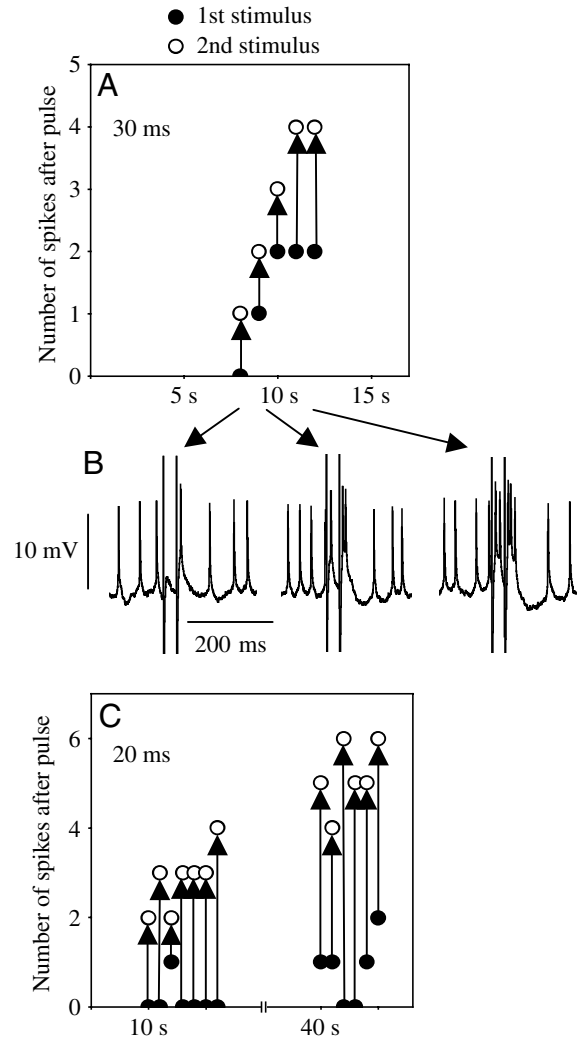 1st stimulus
2nd stimulus
A
30 ms
Number of spikes after pulse
5
4
3
2
1
0
5 s 10 s 15 s
B
10 mV
200 ms
C
20 ms
Number of spikes after pulse
6
4
2
0
10 s 40 s